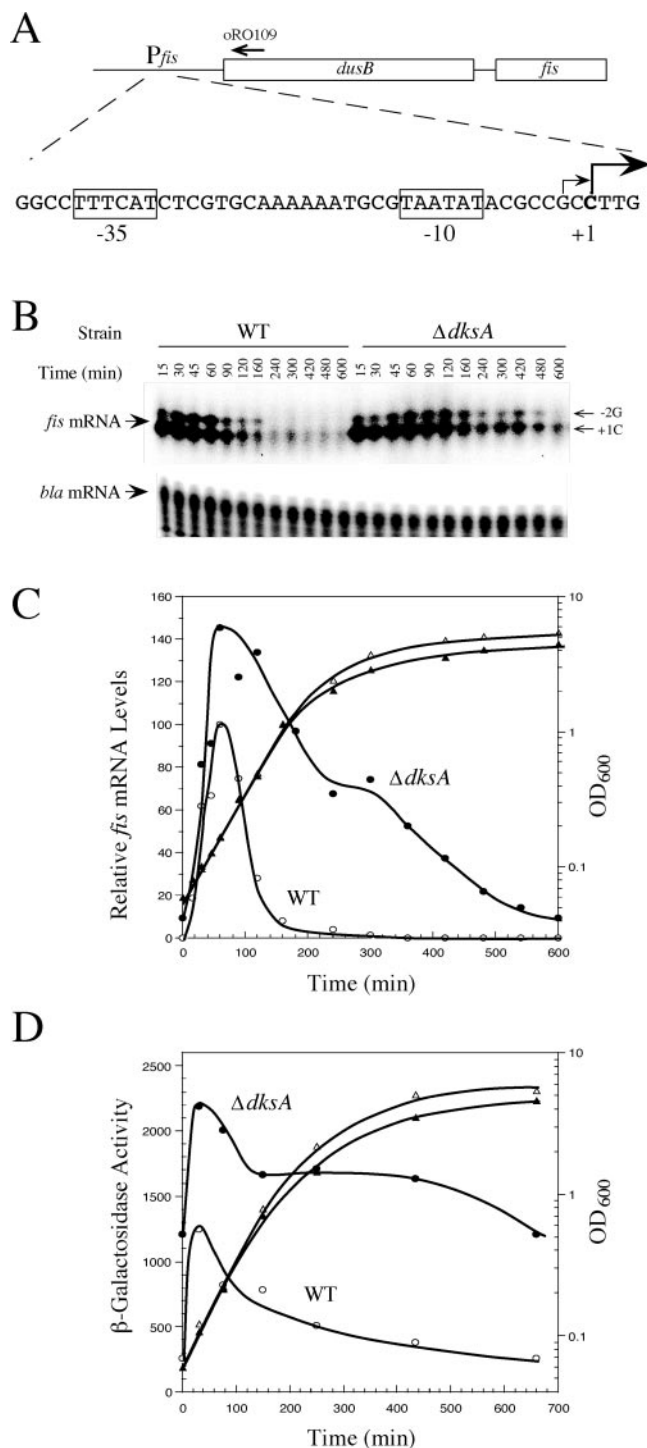 A
oRO109
Pfis
dusB
fis
GGCCTTTCATCTCGTGCAAAAAATGCGTAATATACGCCGCCTTG
-35
-10
+1
B
Strain
WT
ΔdksA
Time (min)
15 30 45 60 90 120 160 240 300 420 480 600 15 30 45 60 90 120 160 240 300 420 480 600
fis mRNA
-2G
+1C
bla mRNA
C
160
140
120
100
80
60
40
20
0
Relative fis mRNA Levels
ΔdksA
WT
10
1
0.1
OD600
0 100 200 300 400 500 600
Time (min)
D
2500
2200
1900
1600
1300
1000
700
500
0
β-Galactosidase Activity
ΔdksA
WT
10
1
0.1
OD600
0 100 200 300 400 500 600 700
Time (min)